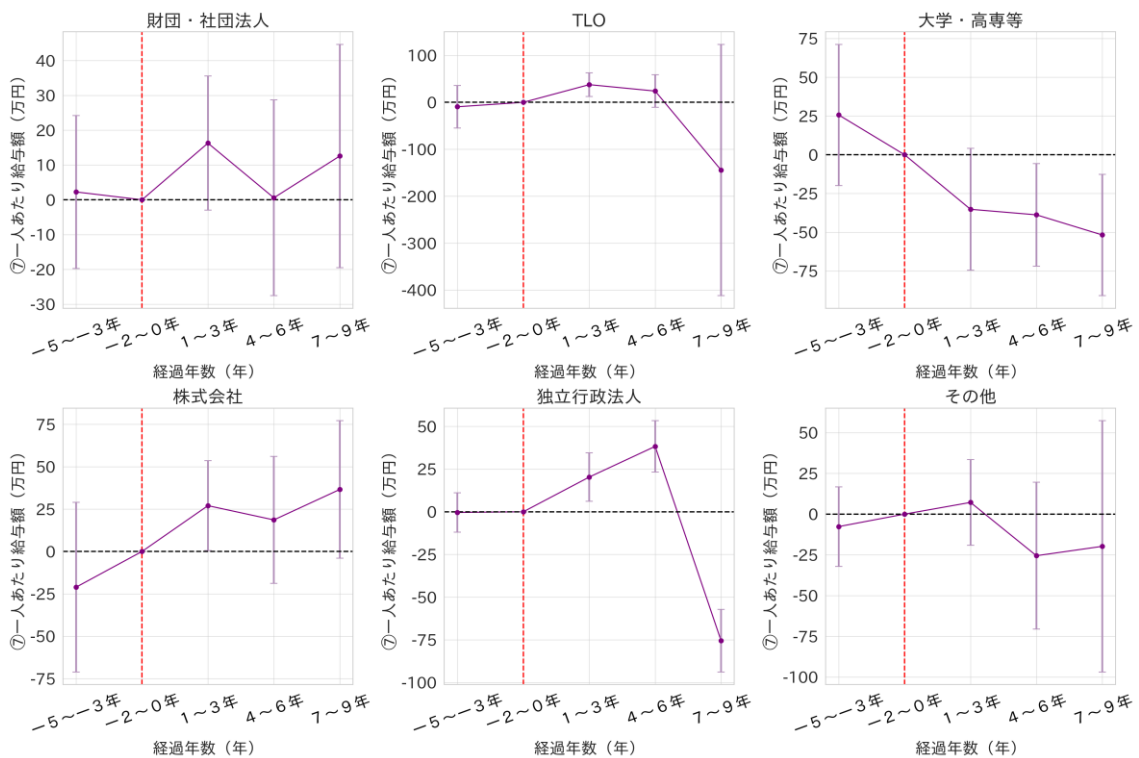 財団・社団法人
40
30
20
10
0
-10
-20
-30
⑦一人あたり給与額（万円）
－5～－3年
－2～0年
1～3年
4～6年
7～9年
経過年数（年）
TLO
100
0
-100
-200
-300
-400
⑦一人あたり給与額（万円）
－5～－3年
－2～0年
1～3年
4～6年
7～9年
経過年数（年）
大学・高専等
75
50
25
0
-25
-50
-75
⑦一人あたり給与額（万円）
－5～－3年
－2～0年
1～3年
4～6年
7～9年
経過年数（年）
株式会社
75
50
25
0
-25
-50
-75
⑦一人あたり給与額（万円）
－5～－3年
－2～0年
1～3年
4～6年
7～9年
経過年数（年）
独立行政法人
50
25
0
-25
-50
-75
-100
⑦一人あたり給与額（万円）
－5～－3年
－2～0年
1～3年
4～6年
7～9年
経過年数（年）
その他
50
25
0
-25
-50
-75
-100
⑦一人あたり給与額（万円）
－5～－3年
－2～0年
1～3年
4～6年
7～9年
経過年数（年）